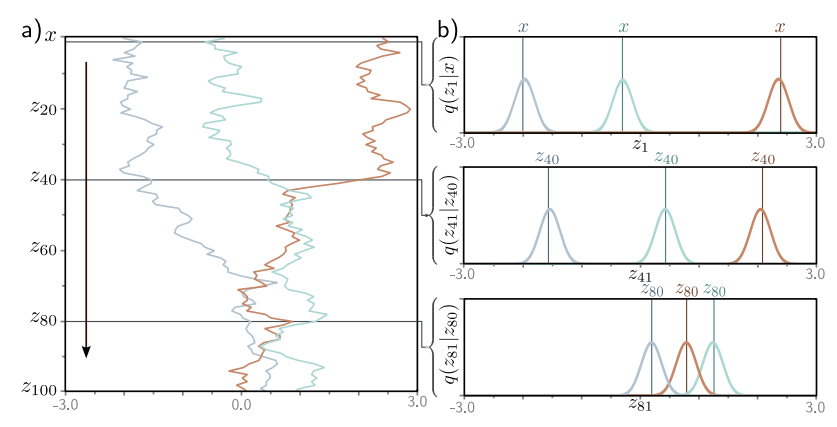 a)
x
z20
z40
z60
z80
z100
-3.0 0.0 3.0
b)
x x x
q(z1|x)
-3.0 z1 3.0
z40 z40 z40
q(z41|z40)
-3.0 z41 3.0
z80 z80 z80
q(z81|z80)
-3.0 z81 3.0